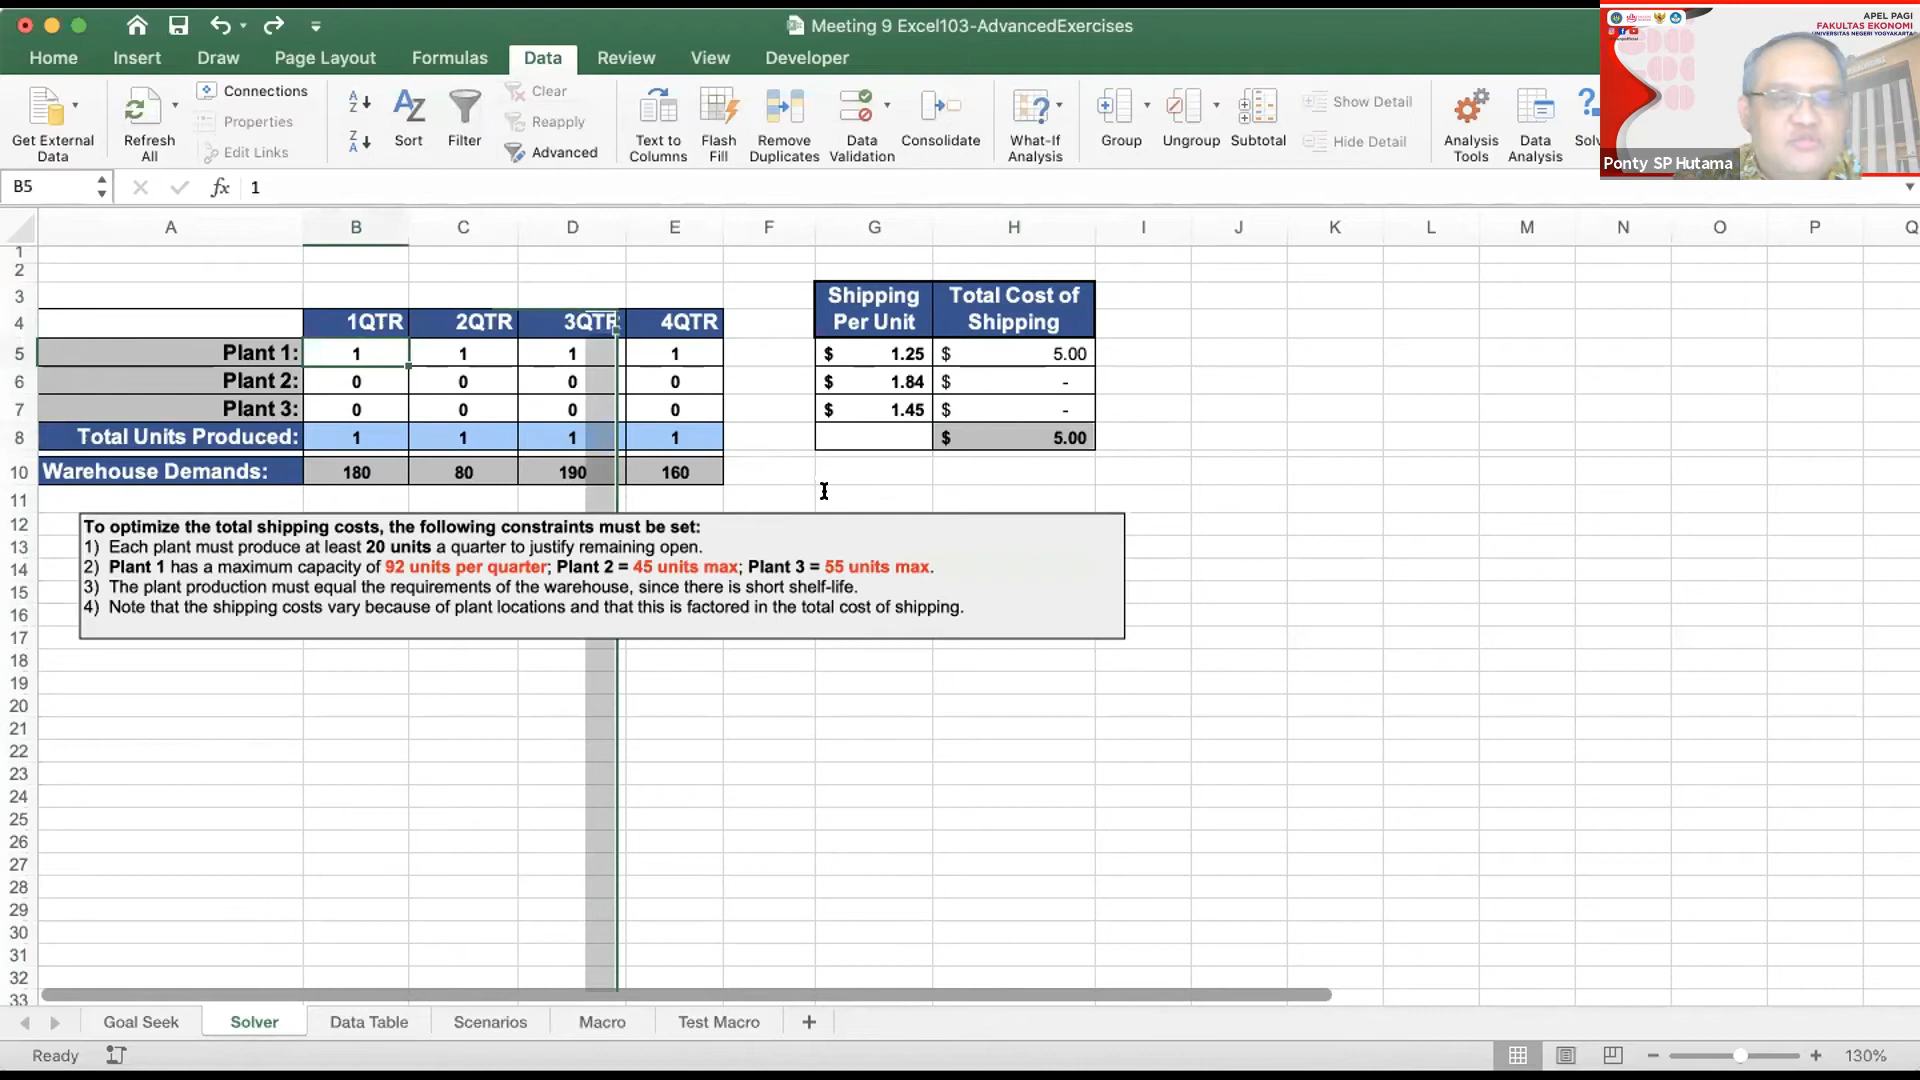 Meeting 9 Excel103-AdvancedExercises
Home Insert Draw Page Layout Formulas Data Review View Developer
Get External Data
Refresh All
Connections
Properties
Edit Links
Sort
Filter
Clear
Reapply
Advanced
Text to Columns
Flash Fill
Remove Duplicates
Data Validation
Consolidate
What-If Analysis
Group
Ungroup
Subtotal
Show Detail
Hide Detail
Analysis Tools
Data Analysis
APEL PAGI
FAKULTAS EKONOMI
UNIVERSITAS NEGERI YOGYAKARTA
Ponty SP Hutama
B5 fx 1
A B C D E F G H I J K L M N O P Q
1
2
3 Shipping Per Unit Total Cost of Shipping
4 1QTR 2QTR 3QTR 4QTR
5 Plant 1: 1 1 1 1 $ 1.25 $ 5.00
6 Plant 2: 0 0 0 0 $ 1.84 $ -
7 Plant 3: 0 0 0 0 $ 1.45 $ -
8 Total Units Produced: 1 1 1 1 $ 5.00
10 Warehouse Demands: 180 80 190 160
11
12 To optimize the total shipping costs, the following constraints must be set:
13 1) Each plant must produce at least 20 units a quarter to justify remaining open.
14 2) Plant 1 has a maximum capacity of 92 units per quarter; Plant 2 = 45 units max; Plant 3 = 55 units max.
15 3) The plant production must equal the requirements of the warehouse, since there is short shelf-life.
16 4) Note that the shipping costs vary because of plant locations and that this is factored in the total cost of shipping.
17
18
19
20
21
22
23
24
25
26
27
28
29
30
31
32
33
Goal Seek Solver Data Table Scenarios Macro Test Macro +
Ready 130%